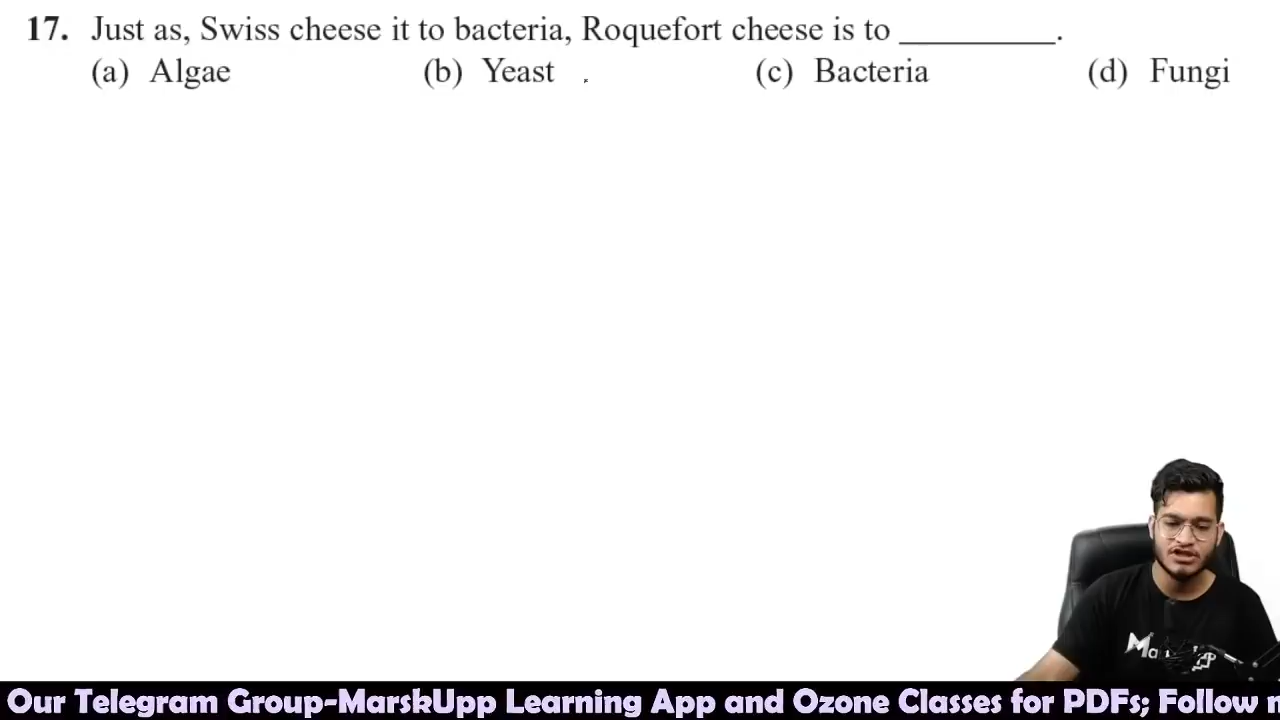 17. Just as, Swiss cheese it to bacteria, Roquefort cheese is to __________.
(a) Algae (b) Yeast (c) Bacteria (d) Fungi
Our Telegram Group-MarskUpp Learning App and Ozone Classes for PDFs; Follow